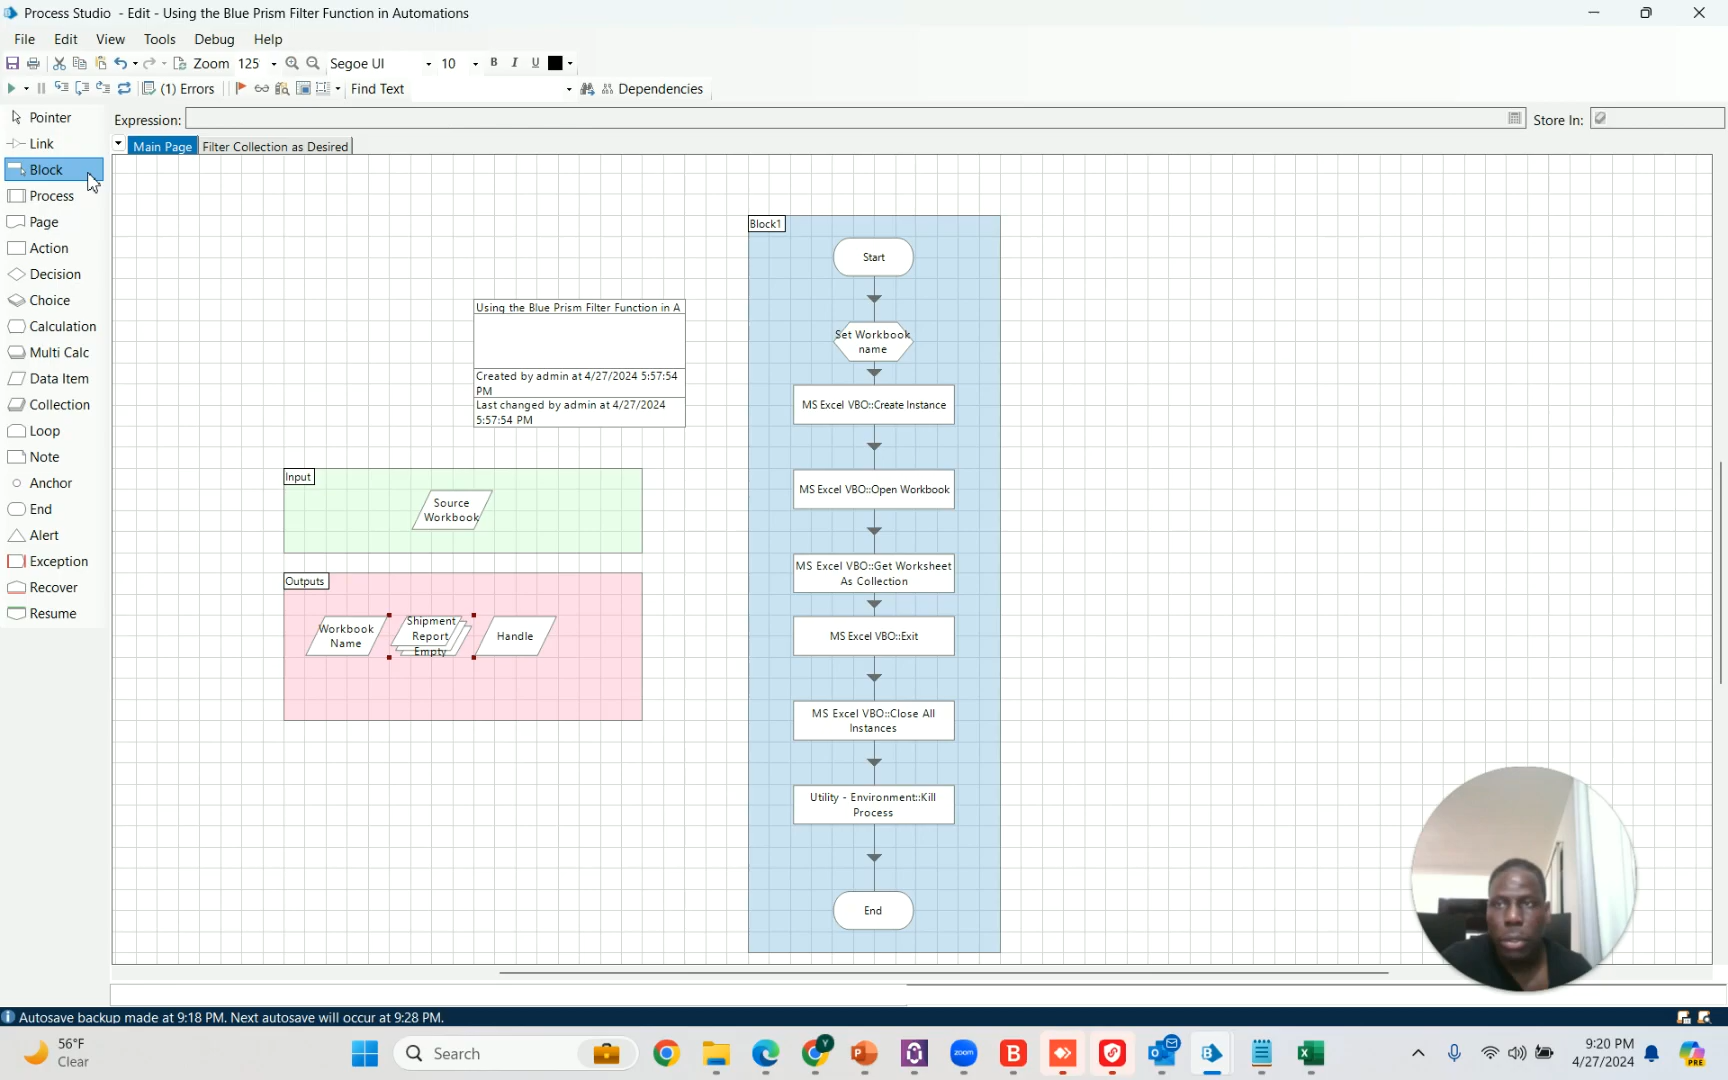 Process Studio - Edit - Using the Blue Prism Filter Function in Automations
File Edit View Tools Debug Help
Zoom 125 Segoe UI 10 B I U
(1) Errors Find Text Dependencies
Expression: Store In:
Main Page Filter Collection as Desired
Pointer
Link
Block
Process
Page
Action
Decision
Choice
Calculation
Multi Calc
Data Item
Collection
Loop
Note
Anchor
End
Alert
Exception
Recover
Resume
Using the Blue Prism Filter Function in A
Created by admin at 4/27/2024 5:57:54
PM
Last changed by admin at 4/27/2024
5:57:54 PM
Input
Source
Workbook
Outputs
Workbook
Name
Shipment
Report
Empty
Handle
Block1
Start
Set Workbook
name
MS Excel VBO::Create Instance
MS Excel VBO::Open Workbook
MS Excel VBO::Get Worksheet
As Collection
MS Excel VBO::Exit
MS Excel VBO::Close All
Instances
Utility - Environment::Kill
Process
End
Autosave backup made at 9:18 PM. Next autosave will occur at 9:28 PM.
56°F
Clear
Search
Y
zoom
B
9:20 PM
4/27/2024
PRE